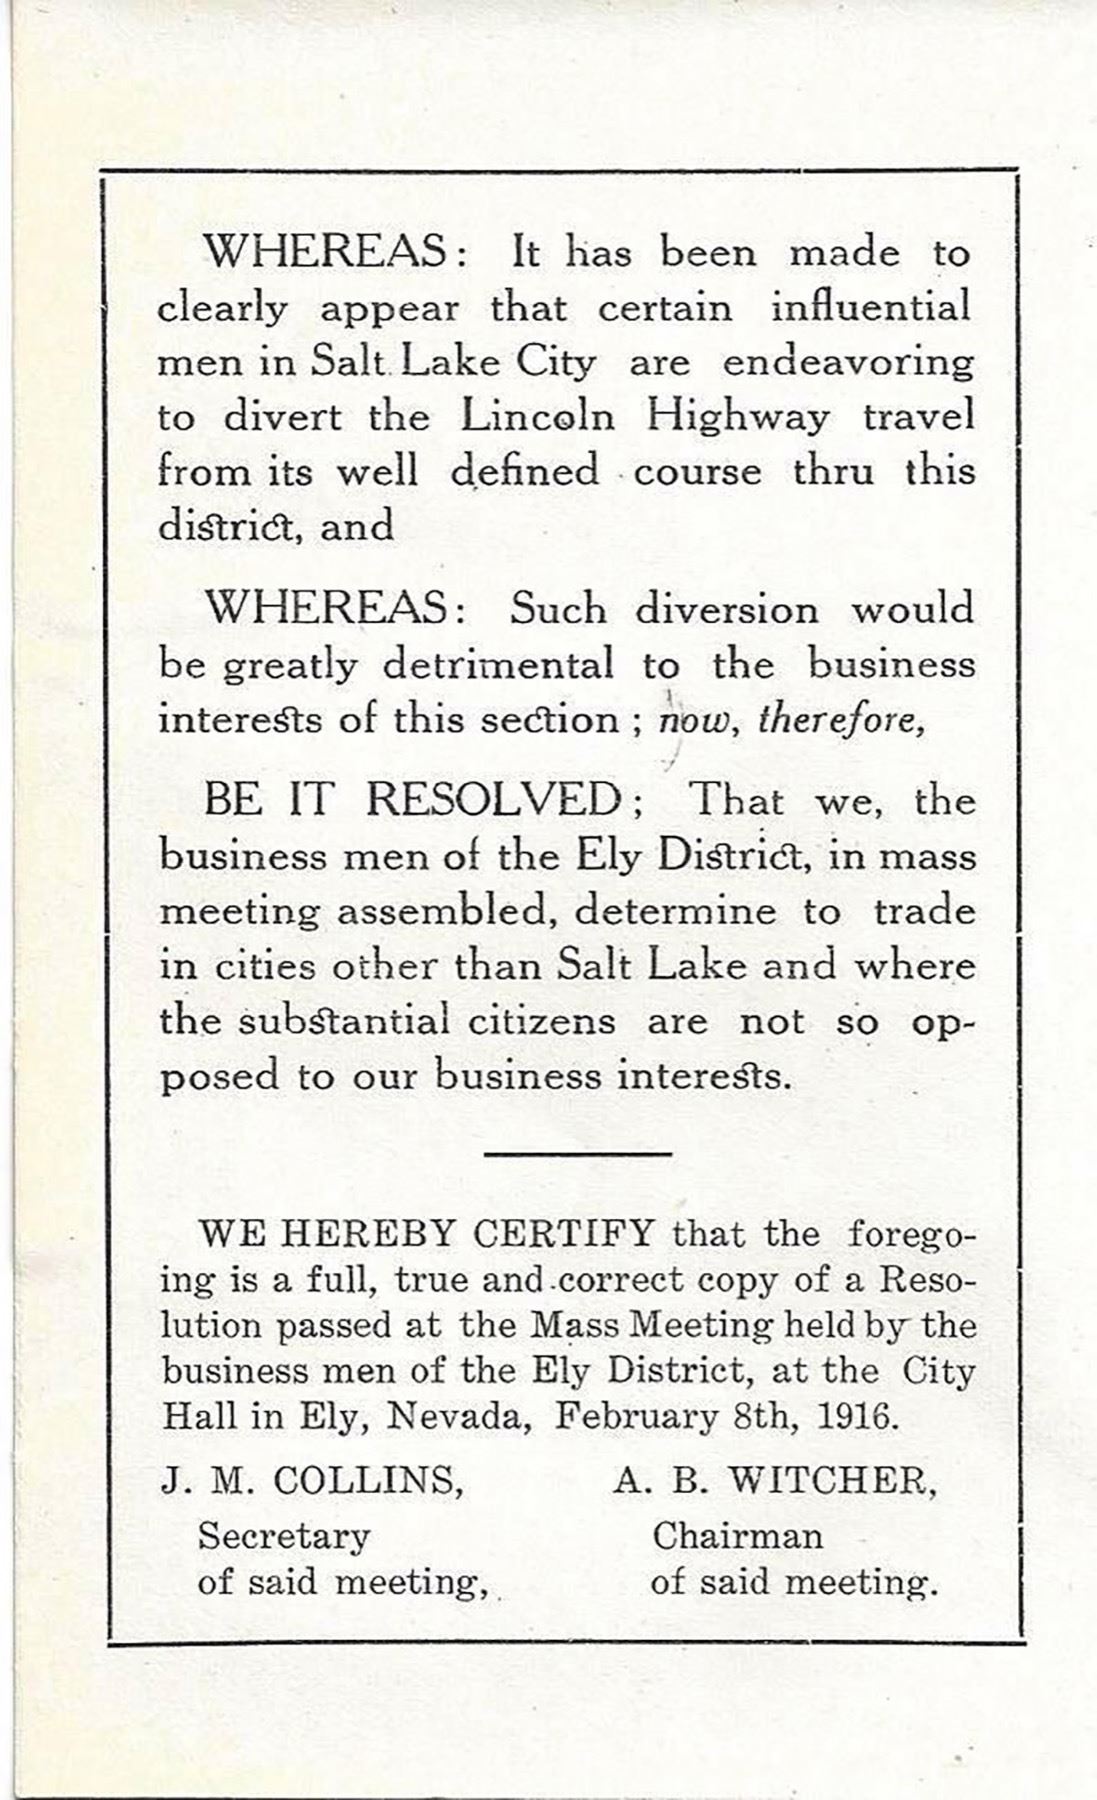 WHEREAS: It has been made to
clearly appear that certain influential
men in Salt Lake City are endeavoring
to divert the Lincoln Highway travel
from its well defined course thru this
district, and
WHEREAS: Such diversion would
be greatly detrimental to the business
interests of this section ; now, therefore,
BE IT RESOLVED; That we, the
business men of the Ely District, in mass
meeting assembled, determine to trade
in cities other than Salt Lake and where
the substantial citizens are not so op-
posed to our business interests.
WE HEREBY CERTIFY that the forego-
ing is a full, true and correct copy of a Reso-
lution passed at the Mass Meeting held by the
business men of the Ely District, at the City
Hall in Ely, Nevada, February 8th, 1916.
J. M. COLLINS, A. B. WITCHER,
Secretary Chairman
of said meeting, of said meeting.